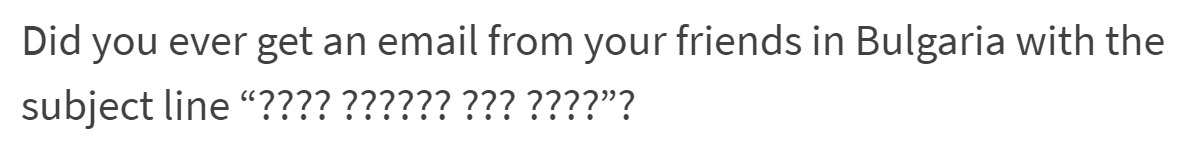 Did you ever get an email from your friends in Bulgaria with the
subject line “???? ?????? ??? ????”?